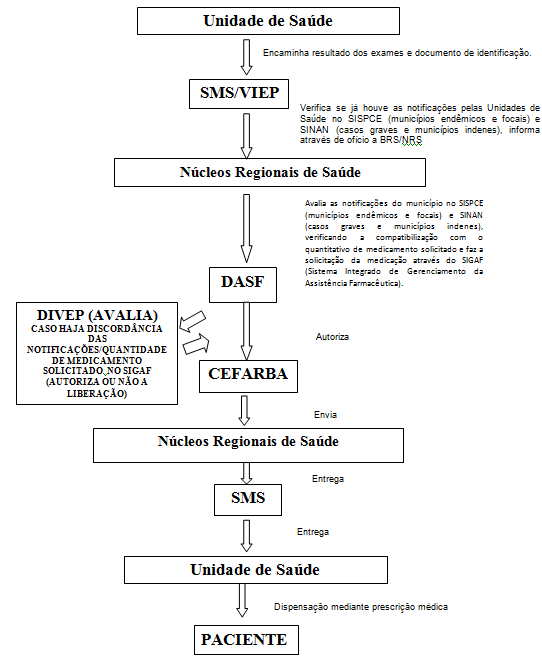 Unidade de Saúde
Encaminha resultado dos exames e documento de identificação.
SMS/VIEP
Verifica se já houve as notificações pelas Unidades de
Saúde no SISPCE (municípios endêmicos e focais) e
SINAN (casos graves e municípios indenes), informa
através de ofício a BRS/NRS
Núcleos Regionais de Saúde
Avalia as notificações do município no SISPCE
(municípios endêmicos e focais) e SINAN
(casos graves e municípios indenes),
verificando a compatibilização com o
quantitativo de medicamento solicitado e faz a
solicitação da medicação através do SIGAF
(Sistema Integrado de Gerenciamento da
Assistência Farmacêutica).
DASF
DIVEP (AVALIA)
CASO HAJA DISCORDÂNCIA
DAS
NOTIFICAÇÕES/QUANTIDADE
DE MEDICAMENTO
SOLICITADO,NO SIGAF
(AUTORIZA OU NÃO A
LIBERAÇÃO)
Autoriza
CEFARBA
Envia
Núcleos Regionais de Saúde
Entrega
SMS
Entrega
Unidade de Saúde
Dispensação mediante prescrição médica
PACIENTE